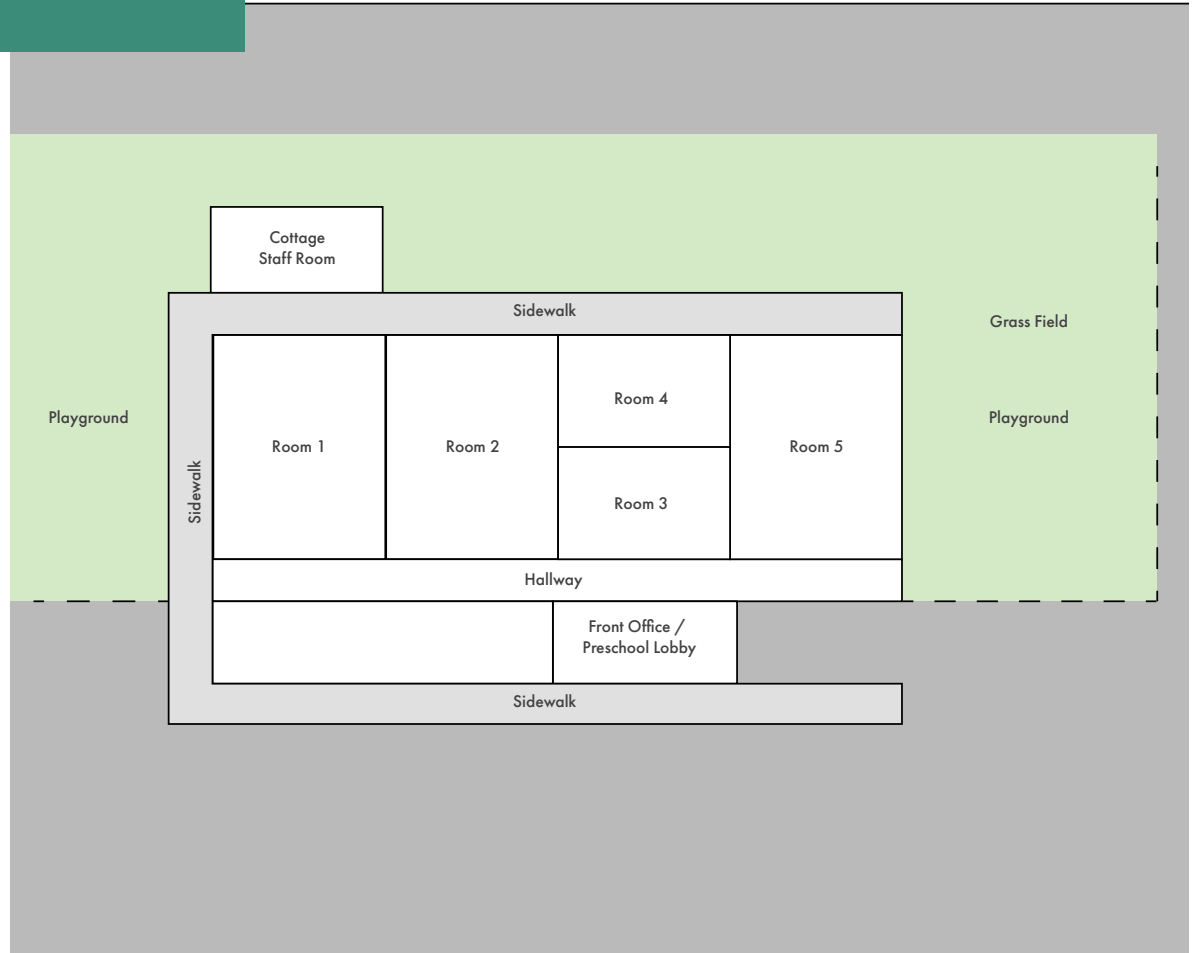 Cottage
Staff Room
Sidewalk
Grass Field
Playground
Playground
Sidewalk
Room 1
Room 2
Room 4
Room 3
Room 5
Hallway
Front Office /
Preschool Lobby
Sidewalk